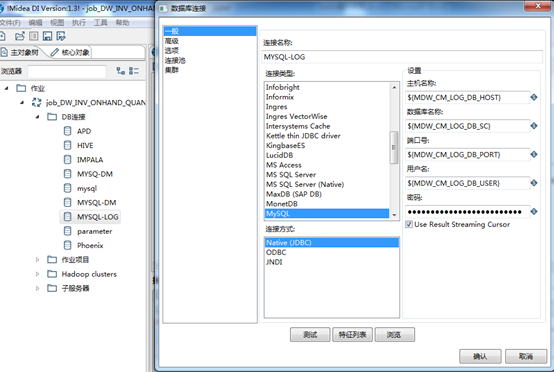 !Midea DI Version:1.3! - job_DW_INV_ONHAND
文件(F) 编辑 视图 执行 工具 帮助
主对象树 核心对象
浏览器
作业
job_DW_INV_ONHAND_QUAN
DB连接
APD
HIVE
IMPALA
MYSQ-DM
mysql
MYSQL-DM
MYSQL-LOG
parameter
Phoenix
作业项目
Hadoop clusters
子服务器
数据库连接
一般
高级
选项
连接池
集群
连接名称:
MYSQL-LOG
连接类型:
Infobright
Informix
Ingres
Ingres VectorWise
Intersystems Cache
Kettle thin JDBC driver
KingbaseES
LucidDB
MS Access
MS SQL Server
MS SQL Server (Native)
MaxDB (SAP DB)
MonetDB
MySQL
连接方式:
Native (JDBC)
ODBC
JNDI
设置
主机名称:
${MDW_CM_LOG_DB_HOST}
数据库名称:
${MDW_CM_LOG_DB_SC}
端口号:
${MDW_CM_LOG_DB_PORT}
用户名:
${MDW_CM_LOG_DB_USER}
密码:
Use Result Streaming Cursor
测试 特征列表 浏览
确认 取消